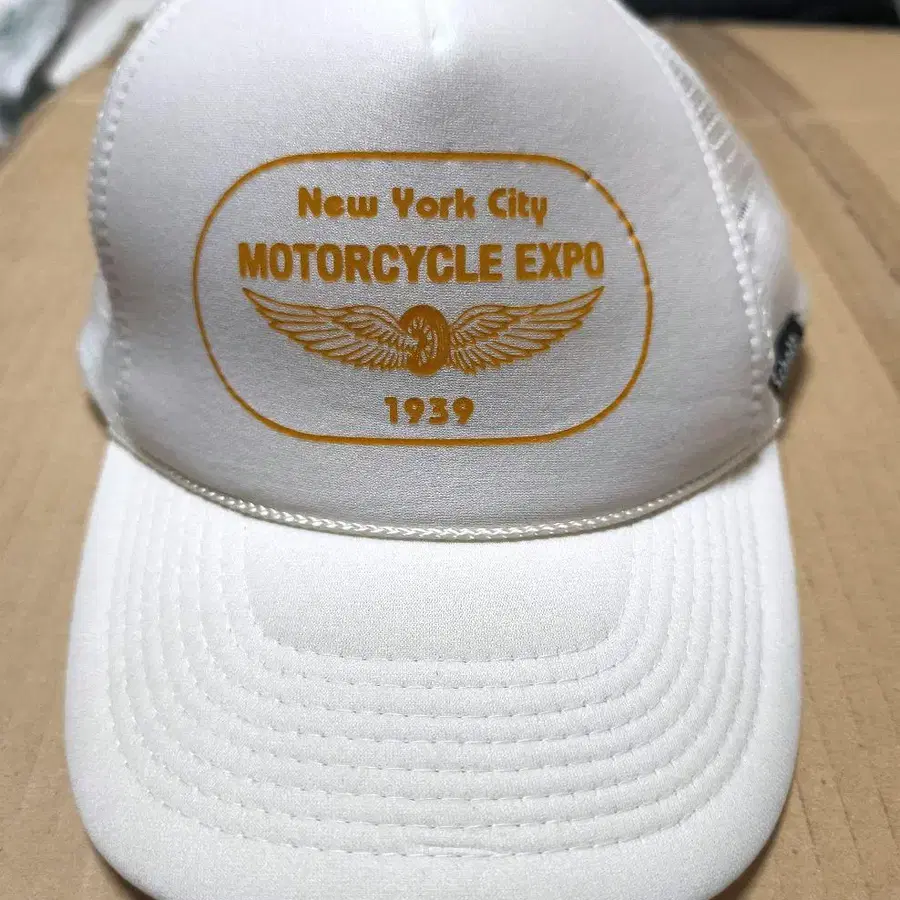 New York City
MOTORCYCLE EXPO
1939